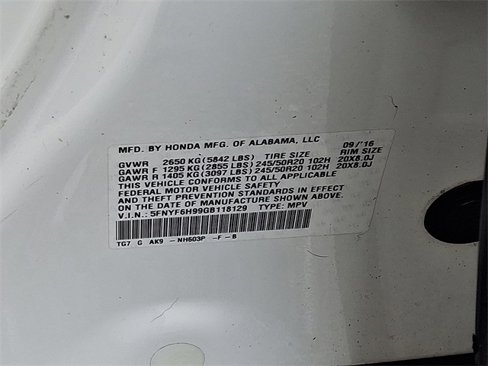 MFD. BY HONDA MFG. OF ALABAMA, LLC 09/'16
GVWR 2650 KG (5842 LBS) TIRE SIZE RIM SIZE
GAWR F 1295 KG (2855 LBS) 245/50R20 102H 20X8.0J
GAWR R 1405 KG (3097 LBS) 245/50R20 102H 20X8.0J
THIS VEHICLE CONFORMS TO ALL APPLICABLE
FEDERAL MOTOR VEHICLE SAFETY
AND THEFT PREVENTION STANDARDS IN EFFECT
ON THE DATE OF MANUFACTURE SHOWN ABOVE.
V.I.N.: 5FNYF6H99GB118129 TYPE: MPV
TG7 G AK9 -NH603P -F -B